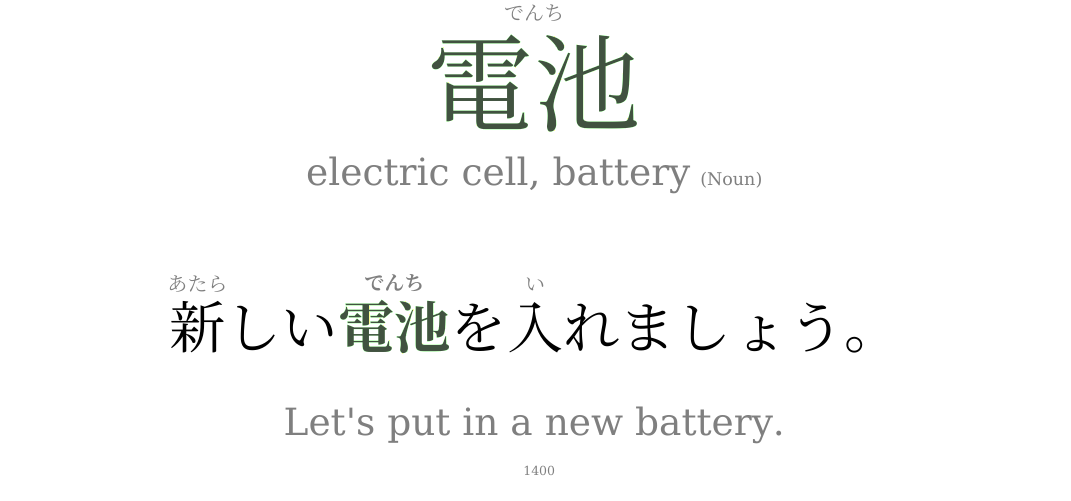 でんち
電池
electric cell, battery (Noun)
あたら でんち い
新しい電池を入れましょう。
Let's put in a new battery.
1400